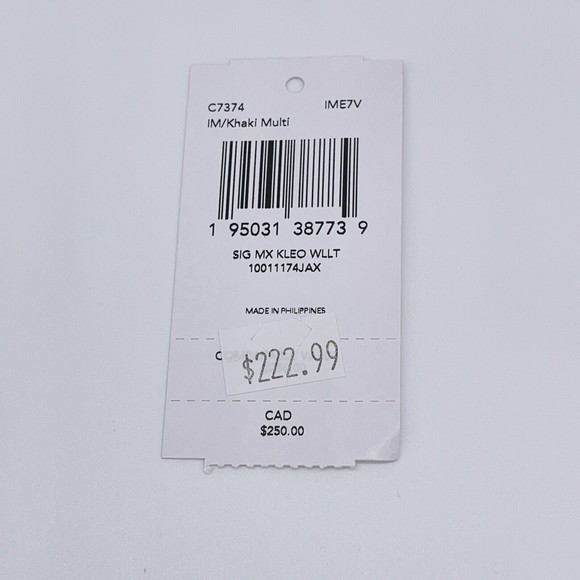 C7374 IME7V
IM/Khaki Multi
1 95031 38773 9
SIG MX KLEO WLLT
10011174JAX
MADE IN PHILIPPINES
$222.99
CAD
$250.00